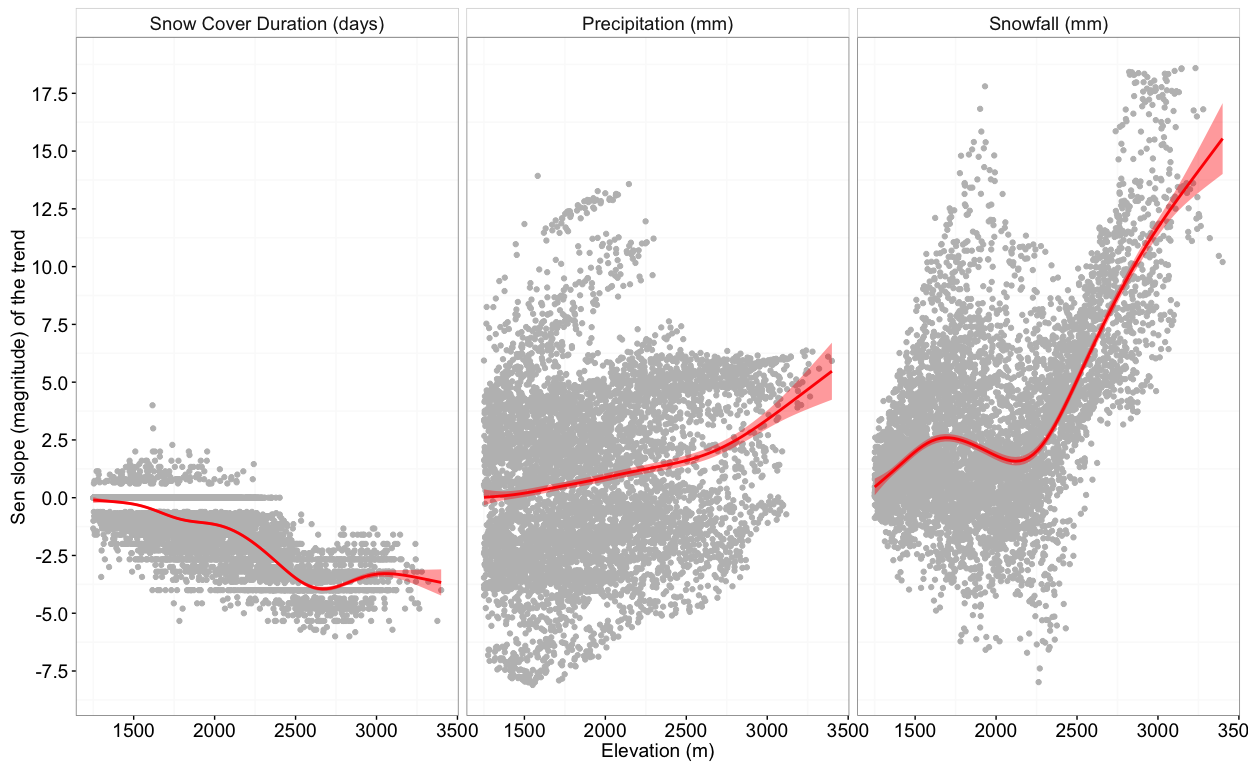 Snow Cover Duration (days) Precipitation (mm) Snowfall (mm)
17.5
15.0
12.5
10.0
7.5
5.0
2.5
0.0
-2.5
-5.0
-7.5
Sen slope (magnitude) of the trend
1500 2000 2500 3000 3500 1500 2000 2500 3000 3500 1500 2000 2500 3000 350
Elevation (m)